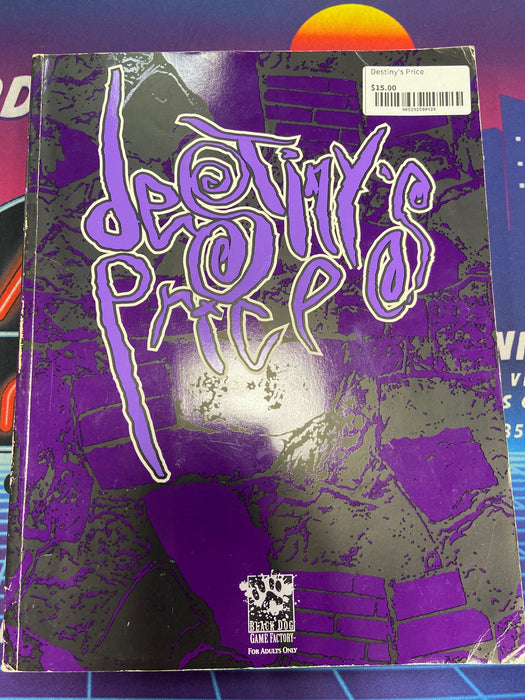 Destiny's Price
$15.00
destiny's
price
BLACK DOG
GAME FACTORY
FOR ADULTS ONLY